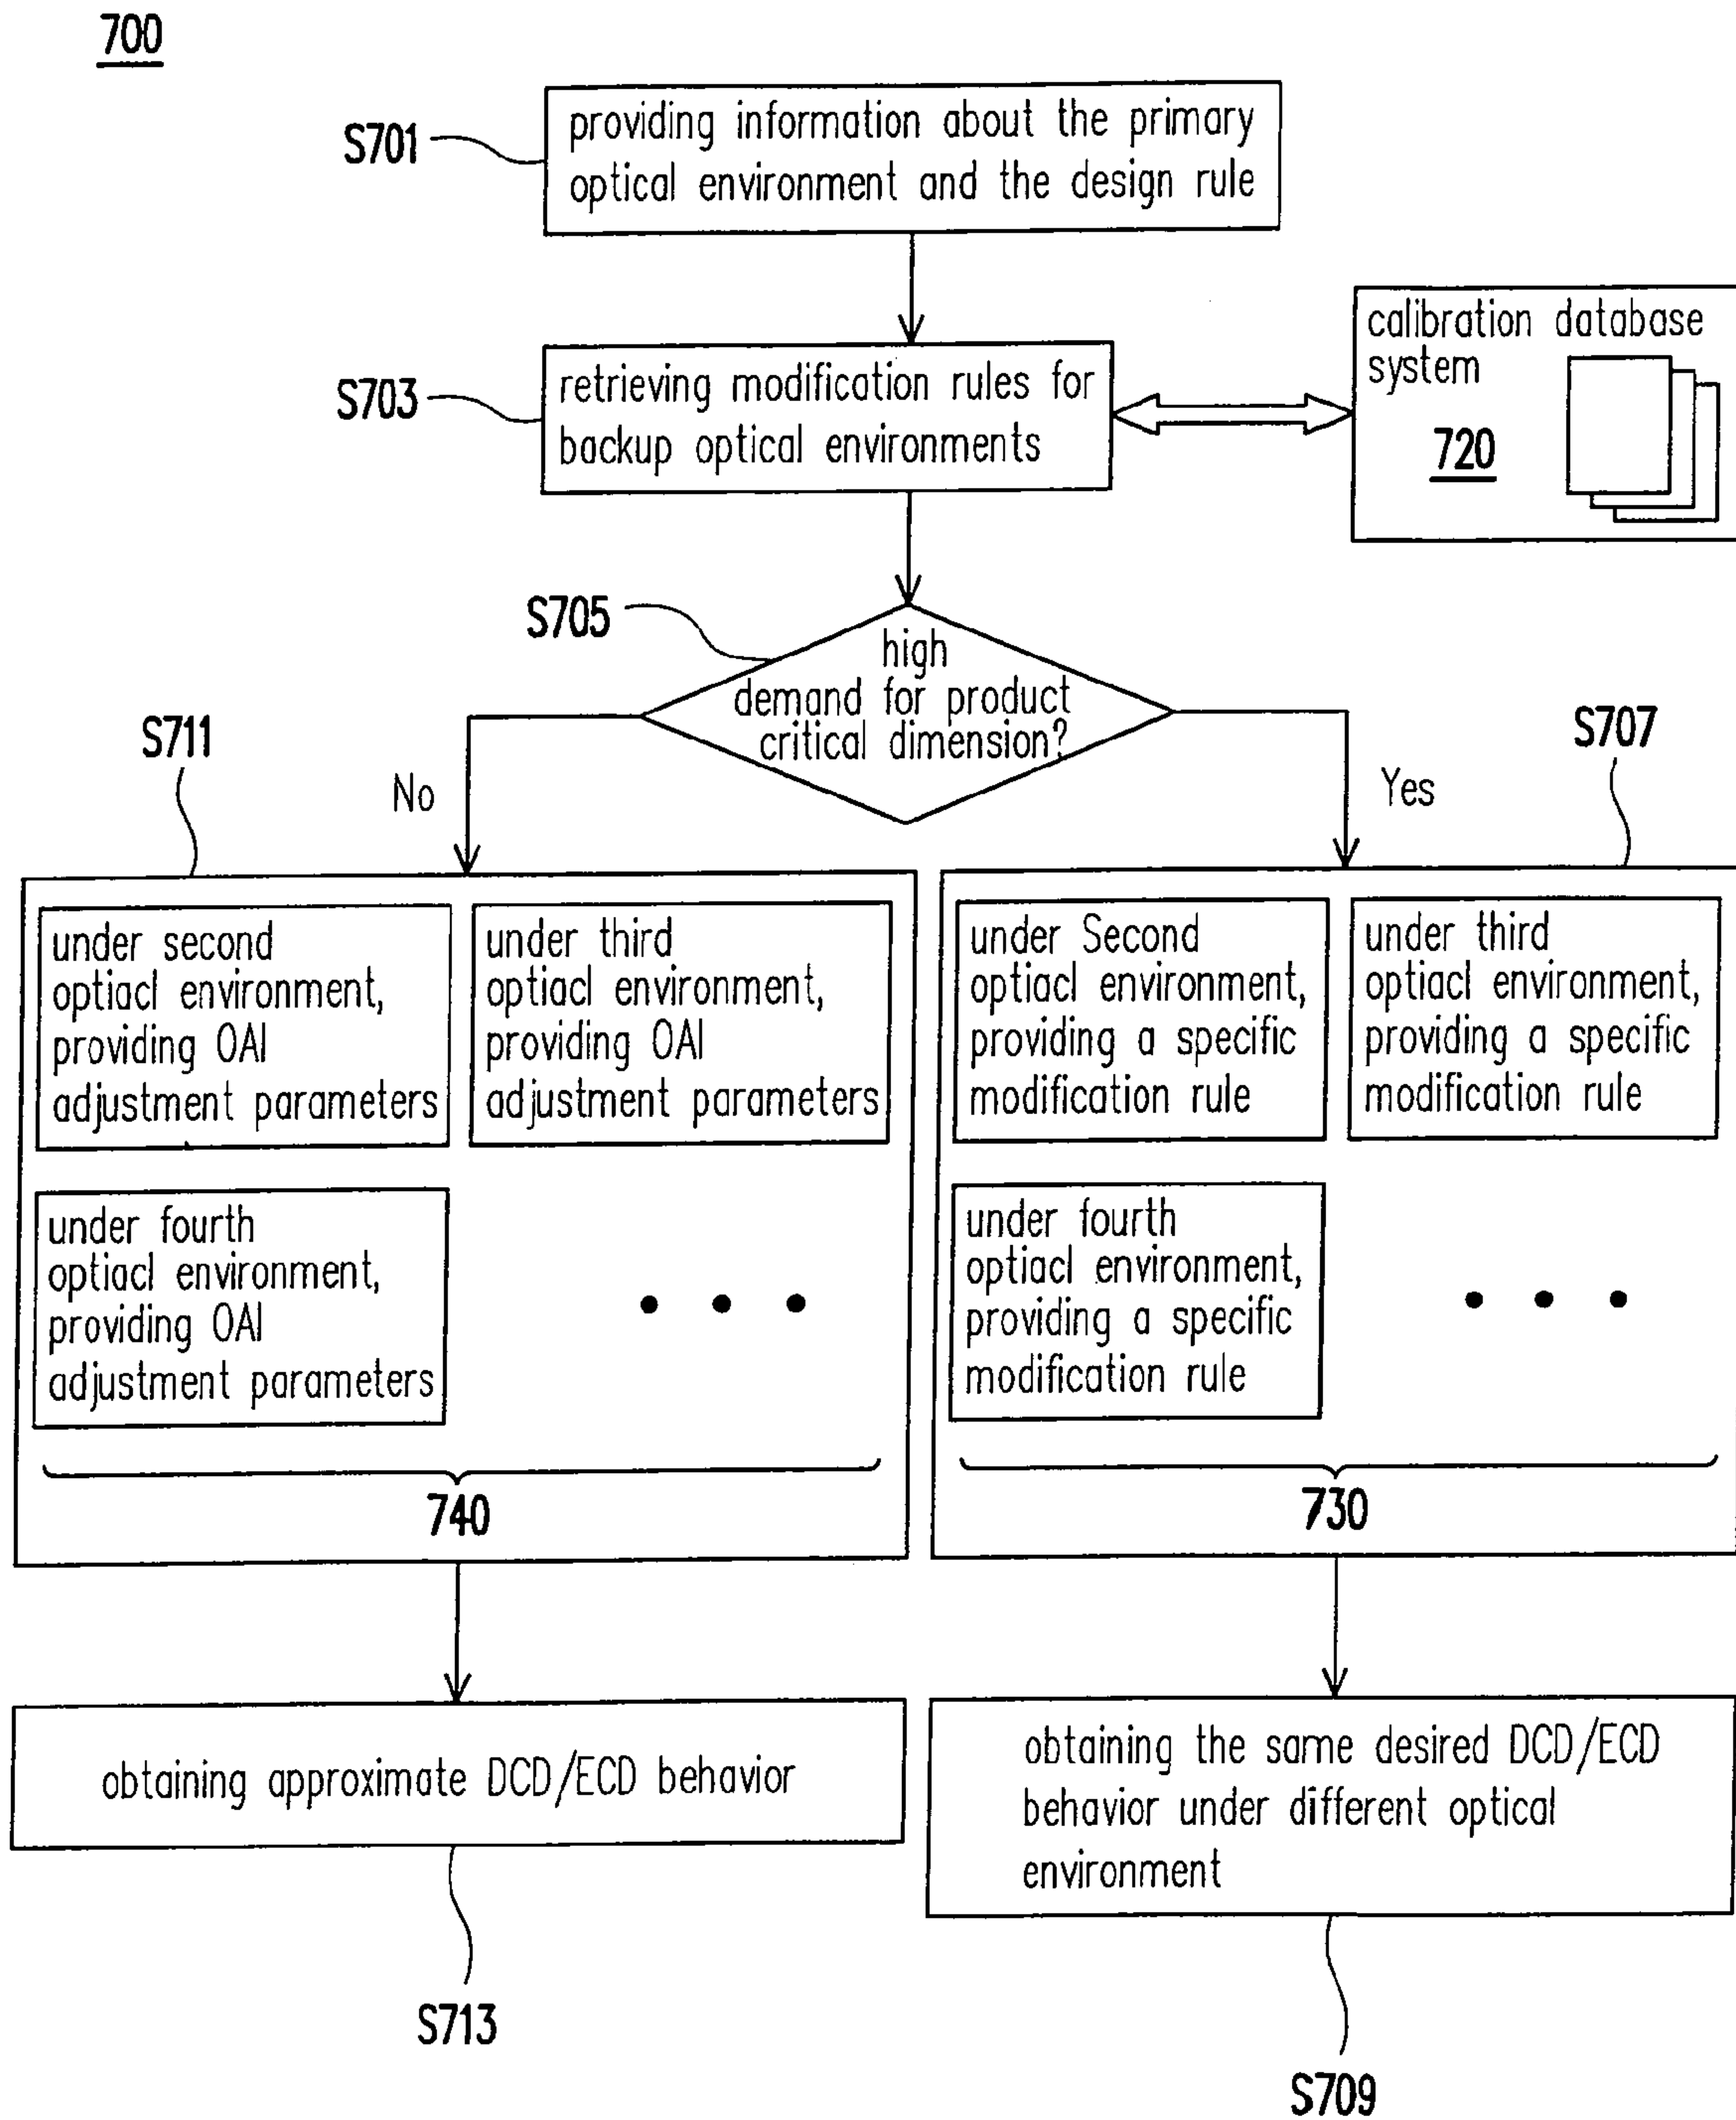 700
S701
providing information about the primary
optical environment and the design rule
S703
retrieving modification rules for
backup optical environments
calibration database
system
720
S705
high
demand for product
critical dimension?
S711
No
Yes
S707
under second
optiacl environment,
providing OAI
adjustment parameters
under third
optiacl environment,
providing OAI
adjustment parameters
under fourth
optiacl environment,
providing OAI
adjustment parameters
740
under Second
optiacl environment,
providing a specific
modification rule
under third
optiacl environment,
providing a specific
modification rule
under fourth
optiacl environment,
providing a specific
modification rule
730
obtaining approximate DCD/ECD behavior
S713
obtaining the same desired DCD/ECD
behavior under different optical
environment
S709